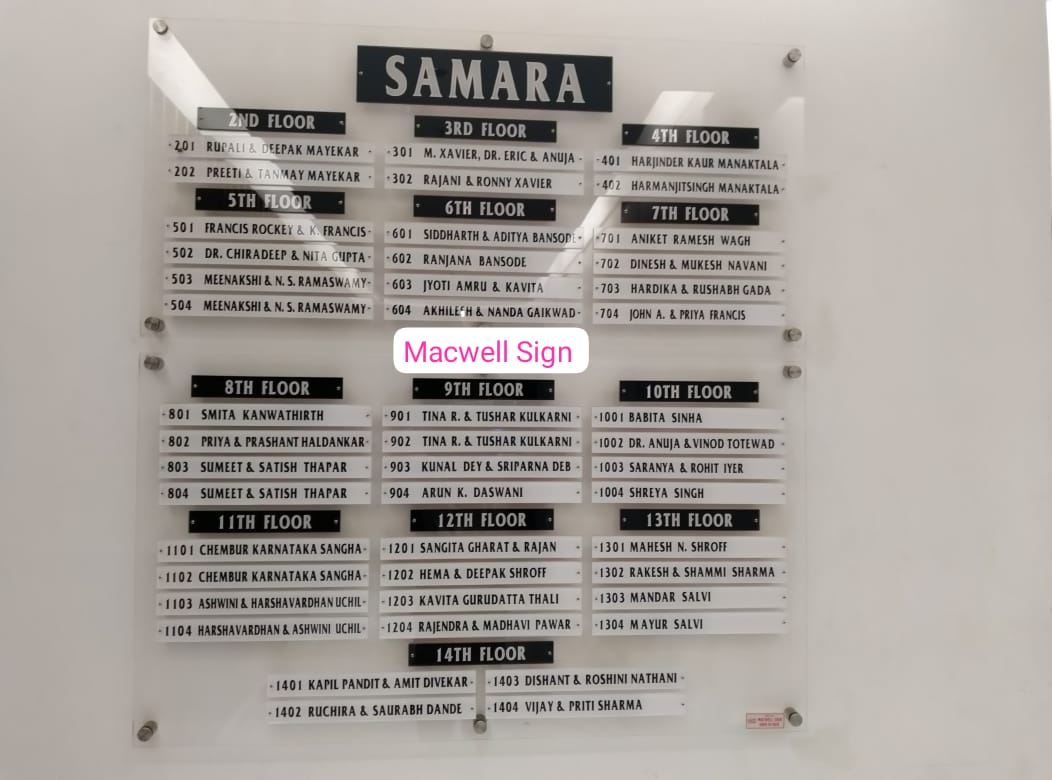 SAMARA
2ND FLOOR
201 RUPALI & DEEPAK MAYEKAR
202 PREETI & TANMAY MAYEKAR
3RD FLOOR
301 M. XAVIER, DR. ERIC & ANUJA
302 RAJANI & RONNY XAVIER
4TH FLOOR
401 HARJINDER KAUR MANAKTALA
402 HARMANJITSINGH MANAKTALA
5TH FLOOR
501 FRANCIS ROCKEY & K. FRANCIS
502 DR. CHIRADEEP & NITA GUPTA
503 MEENAKSHI & N. S. RAMASWAMY
504 MEENAKSHI & N. S. RAMASWAMY
6TH FLOOR
601 SIDDHARTH & ADITYA BANSODE
602 RANJANA BANSODE
603 JYOTI AMRU & KAVITA
604 AKHILESH & NANDA GAIKWAD
7TH FLOOR
701 ANIKET RAMESH WAGH
702 DINESH & MUKESH NAVANI
703 HARDIKA & RUSHABH GADA
704 JOHN A. & PRIYA FRANCIS
Macwell Sign
8TH FLOOR
801 SMITA KANWATHIRTH
802 PRIYA & PRASHANT HALDANKAR
803 SUMEET & SATISH THAPAR
804 SUMEET & SATISH THAPAR
9TH FLOOR
901 TINA R. & TUSHAR KULKARNI
902 TINA R. & TUSHAR KULKARNI
903 KUNAL DEY & SRIPARNA DEB
904 ARUN K. DASWANI
10TH FLOOR
1001 BABITA SINHA
1002 DR. ANUJA & VINOD TOTEWAD
1003 SARANYA & ROHIT IYER
1004 SHREYA SINGH
11TH FLOOR
1101 CHEMBUR KARNATAKA SANGHA
1102 CHEMBUR KARNATAKA SANGHA
1103 ASHWINI & HARSHAVARDHAN UCHIL
1104 HARSHAVARDHAN & ASHWINI UCHIL
12TH FLOOR
1201 SANGITA GHARAT & RAJAN
1202 HEMA & DEEPAK SHROFF
1203 KAVITA GURUDATTA THALI
1204 RAJENDRA & MADHAVI PAWAR
13TH FLOOR
1301 MAHESH N. SHROFF
1302 RAKESH & SHAMMI SHARMA
1303 MANDAR SALVI
1304 MAYUR SALVI
14TH FLOOR
1401 KAPIL PANDIT & AMIT DIVEKAR
1402 RUCHIRA & SAURABH DANDE
1403 DISHANT & ROSHINI NATHANI
1404 VIJAY & PRITI SHARMA
MACWELL SIGN